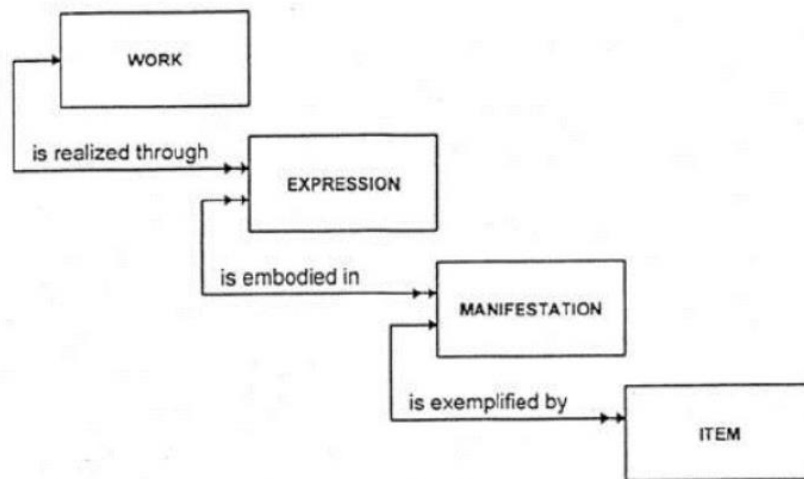 WORK
is realized through
EXPRESSION
is embodied in
MANIFESTATION
is exemplified by
ITEM